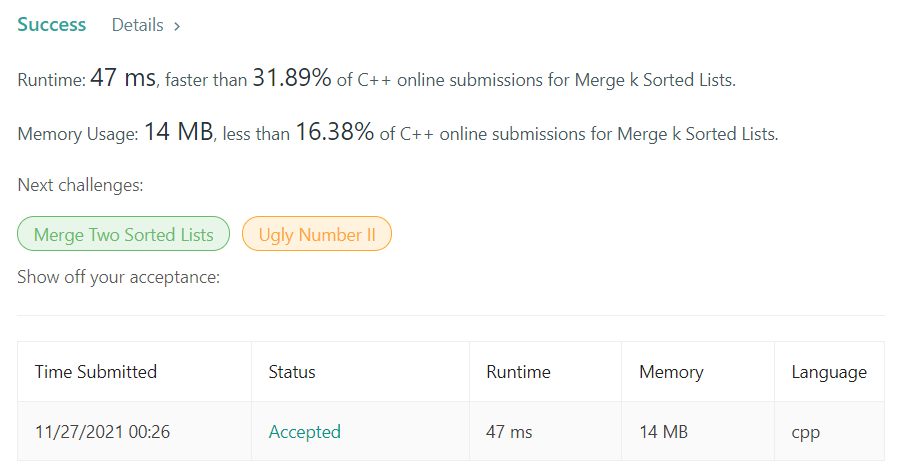 Success Details >
Runtime: 47 ms, faster than 31.89% of C++ online submissions for Merge k Sorted Lists.
Memory Usage: 14 MB, less than 16.38% of C++ online submissions for Merge k Sorted Lists.
Next challenges:
Merge Two Sorted Lists Ugly Number II
Show off your acceptance:
Time Submitted Status Runtime Memory Language
11/27/2021 00:26 Accepted 47 ms 14 MB cpp